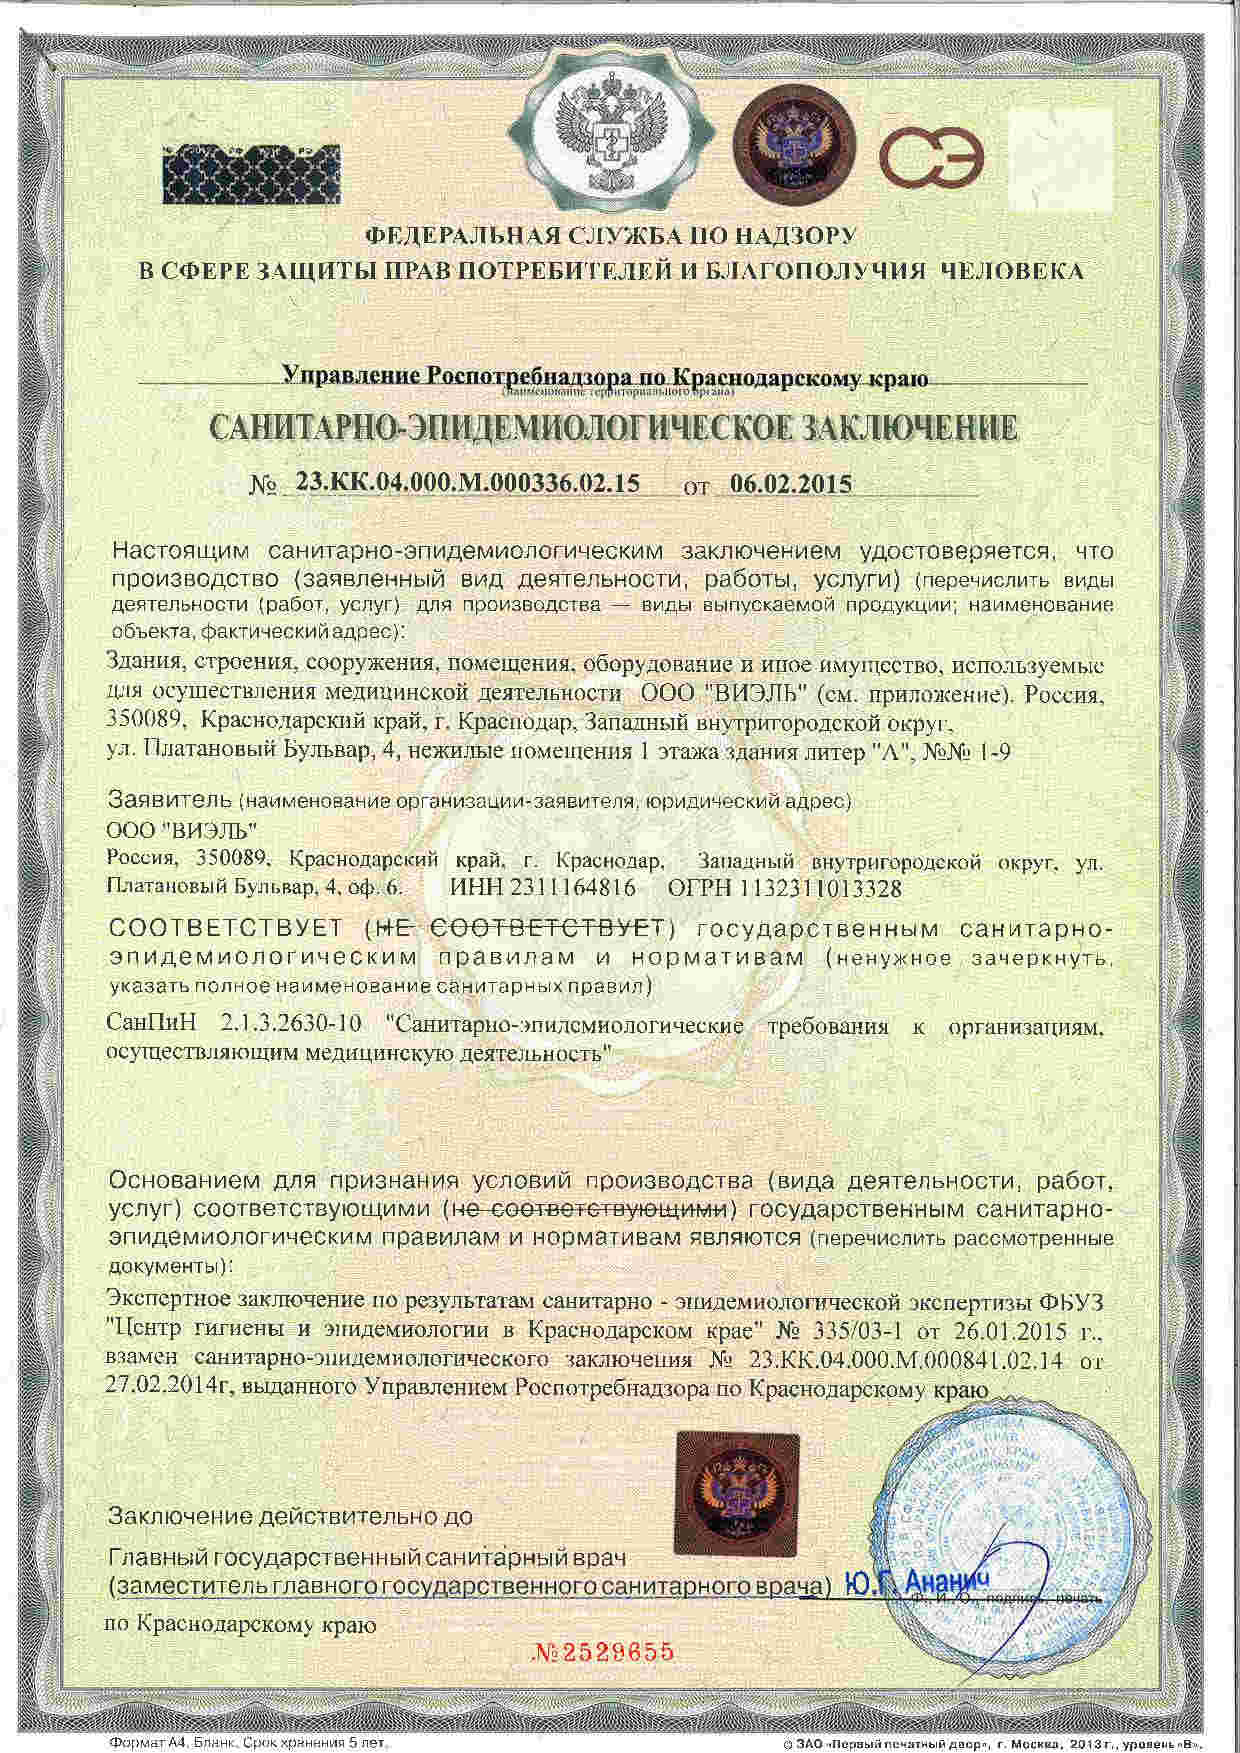 СЭ
ФЕДЕРАЛЬНАЯ СЛУЖБА ПО НАДЗОРУ
В СФЕРЕ ЗАЩИТЫ ПРАВ ПОТРЕБИТЕЛЕЙ И БЛАГОПОЛУЧИЯ ЧЕЛОВЕКА
Управление Роспотребнадзора по Краснодарскому краю
(наименование территориального органа)
САНИТАРНО-ЭПИДЕМИОЛОГИЧЕСКОЕ ЗАКЛЮЧЕНИЕ
№ 23.КК.04.000.М.000336.02.15 от 06.02.2015
Настоящим санитарно-эпидемиологическим заключением удостоверяется, что
производство (заявленный вид деятельности, работы, услуги) (перечислить виды
деятельности (работ, услуг) для производства — виды выпускаемой продукции; наименование
объекта, фактический адрес):
Здания, строения, сооружения, помещения, оборудование и иное имущество, используемые
для осуществления медицинской деятельности ООО "ВИЭЛЬ" (см. приложение). Россия,
350089, Краснодарский край, г. Краснодар, Западный внутригородской округ,
ул. Платановый Бульвар, 4, нежилые помещения 1 этажа здания литер "А", №№ 1-9
Заявитель (наименование организации-заявителя, юридический адрес)
ООО "ВИЭЛЬ"
Россия, 350089, Краснодарский край, г. Краснодар, Западный внутригородской округ, ул.
Платановый Бульвар, 4, оф. 6. ИНН 2311164816 ОГРН 1132311013328
СООТВЕТСТВУЕТ (НЕ СООТВЕТСТВУЕТ) государственным санитарно-
эпидемиологическим правилам и нормативам (ненужное зачеркнуть,
указать полное наименование санитарных правил)
СанПиН 2.1.3.2630-10 "Санитарно-эпидемиологические требования к организациям,
осуществляющим медицинскую деятельность"
Основанием для признания условий производства (вида деятельности, работ,
услуг) соответствующими (не соответствующими) государственным санитарно-
эпидемиологическим правилам и нормативам являются (перечислить рассмотренные
документы):
Экспертное заключение по результатам санитарно - эпидемиологической экспертизы ФБУЗ
"Центр гигиены и эпидемиологии в Краснодарском крае" № 335/03-1 от 26.01.2015 г.,
взамен санитарно-эпидемиологического заключения № 23.КК.04.000.М.000841.02.14 от
27.02.2014г, выданного Управлением Роспотребнадзора по Краснодарскому краю
Заключение действительно до
Главный государственный санитарный врач
(заместитель главного государственного санитарного врача) Ю.Г. Ананич
Ф., И., О., подпись, печать
по Краснодарскому краю
№2529655
Формат А4. Бланк. Срок хранения 5 лет.
© ЗАО «Первый печатный двор», г. Москва, 2013 г., уровень «В».